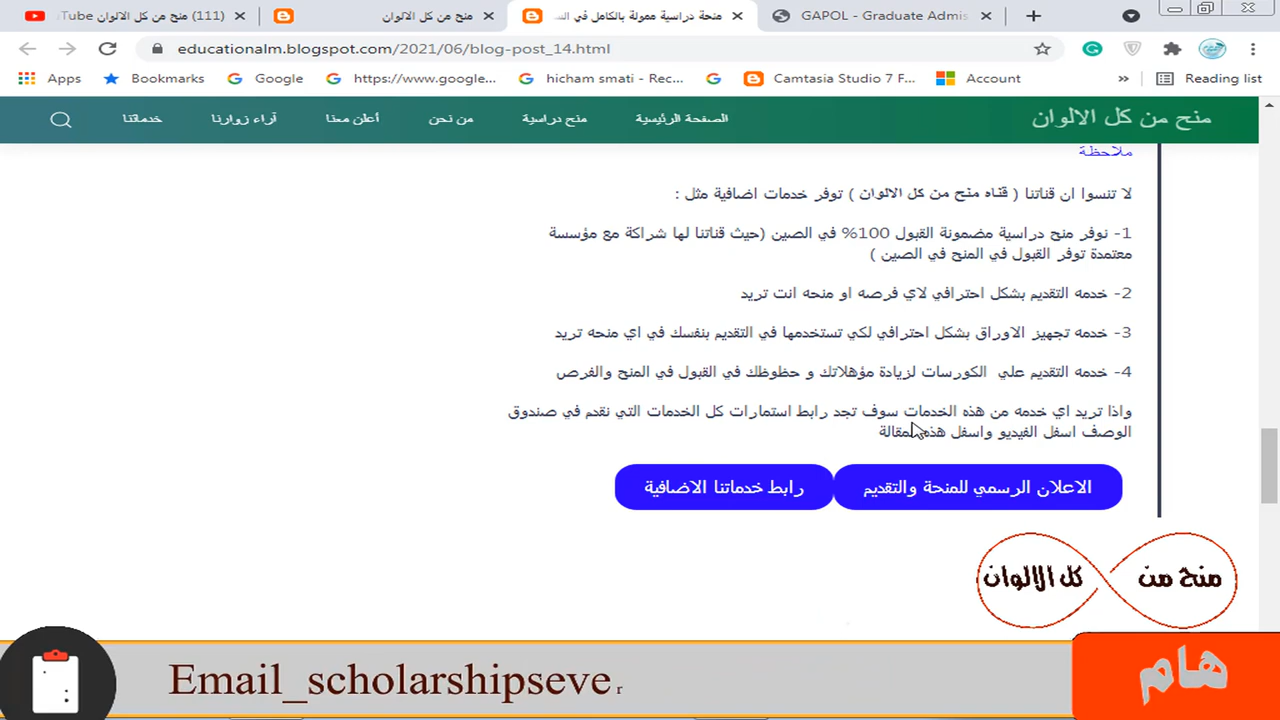 (111) منح من كل الالوان
منح من كل الالوان
منحة دراسية ممولة بالكامل في
GAPOL - Graduate Admis
educationalm.blogspot.com/2021/06/blog-post_14.html
Apps
Bookmarks
Google
https://www.google...
hicham smati - Rec...
Camtasia Studio 7 F...
Account
»
Reading list
منح من كل الالوان
الصفحة الرئيسية
منح دراسية
من نحن
أعلن معنا
آراء زوارنا
خدماتنا
ملاحظة
لا تنسوا ان قناتنا ( قناه منح من كل الالوان ) توفر خدمات اضافية مثل :
1- نوفر منح دراسية مضمونة القبول 100% في الصين (حيث قناتنا لها شراكة مع مؤسسة
معتمدة توفر القبول في المنح في الصين )
2- خدمه التقديم بشكل احترافي لاي فرصه او منحه انت تريد
3- خدمه تجهيز الاوراق بشكل احترافي لكي تستخدمها في التقديم بنفسك في اي منحه تريد
4- خدمه التقديم علي الكورسات لزيادة مؤهلاتك و حظوظك في القبول في المنح والفرص
واذا تريد اي خدمه من هذه الخدمات سوف تجد رابط استمارات كل الخدمات التي نقدم في صندوق
الوصف اسفل الفيديو واسفل هذه المقالة
الاعلان الرسمي للمنحة والتقديم
رابط خدماتنا الاضافية
منح من كل الالوان
هام
Email_scholarshipsever